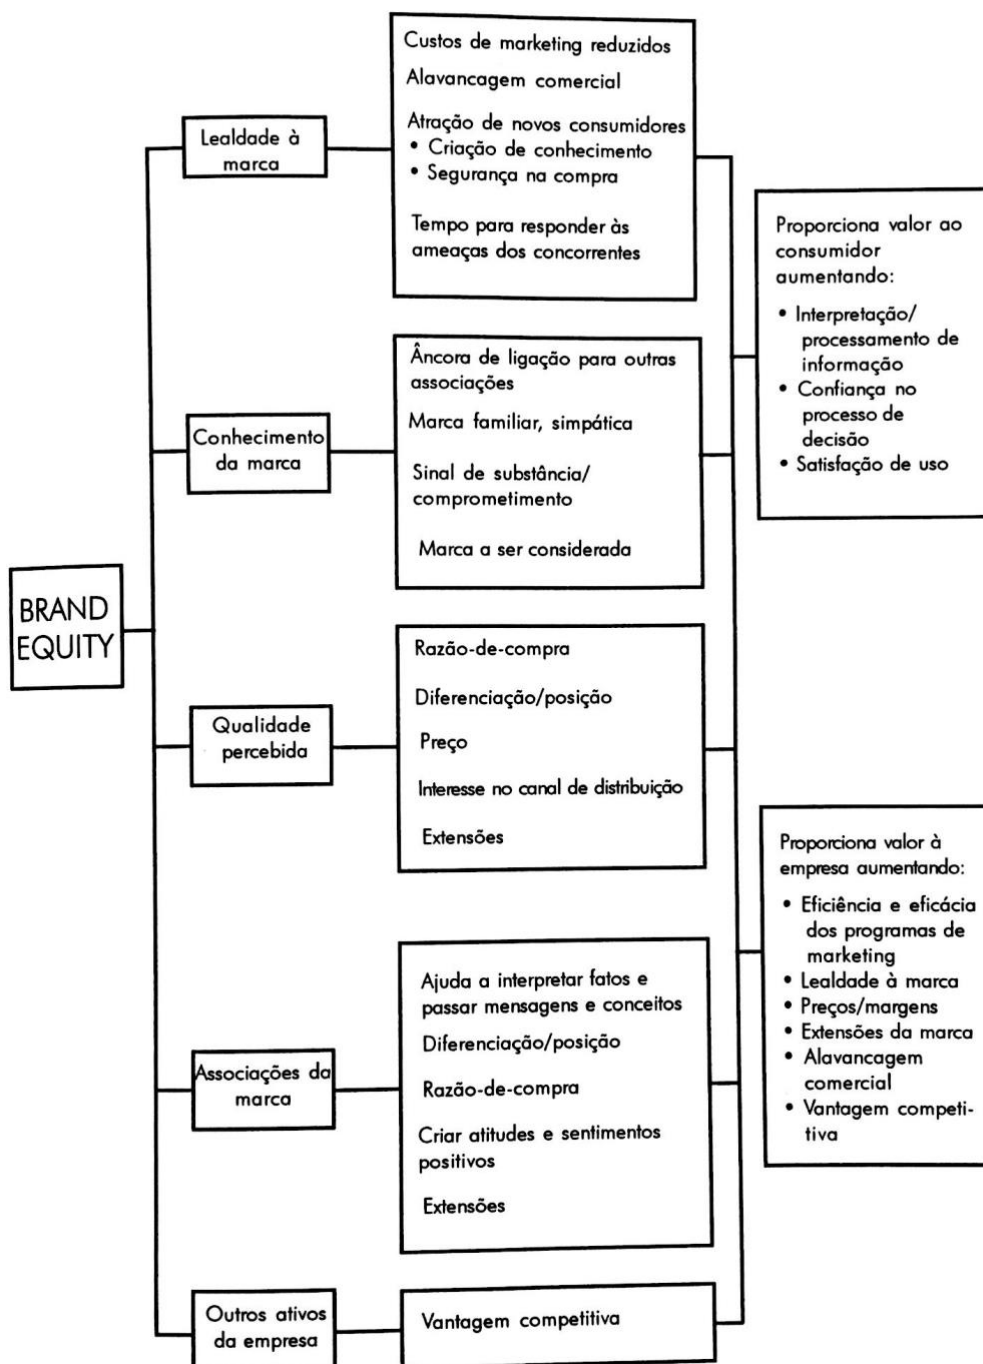 BRAND
EQUITY
Lealdade à
marca
Custos de marketing reduzidos
Alavancagem comercial
Atração de novos consumidores
• Criação de conhecimento
• Segurança na compra
Tempo para responder às
ameaças dos concorrentes
Conhecimento
da marca
Âncora de ligação para outras
associações
Marca familiar, simpática
Sinal de substância/
comprometimento
Marca a ser considerada
Qualidade
percebida
Razão-de-compra
Diferenciação/posição
Preço
Interesse no canal de distribuição
Extensões
Associações da
marca
Ajuda a interpretar fatos e
passar mensagens e conceitos
Diferenciação/posição
Razão-de-compra
Criar atitudes e sentimentos
positivos
Extensões
Outros ativos
da empresa
Vantagem competitiva
Proporciona valor ao
consumidor
aumentando:
• Interpretação/
processamento de
informação
• Confiança no
processo de
decisão
• Satisfação de uso
Proporciona valor à
empresa aumentando:
• Eficiência e eficácia
dos programas de
marketing
• Lealdade à marca
• Preços/margens
• Extensões da marca
• Alavancagem
comercial
• Vantagem competi-
tiva